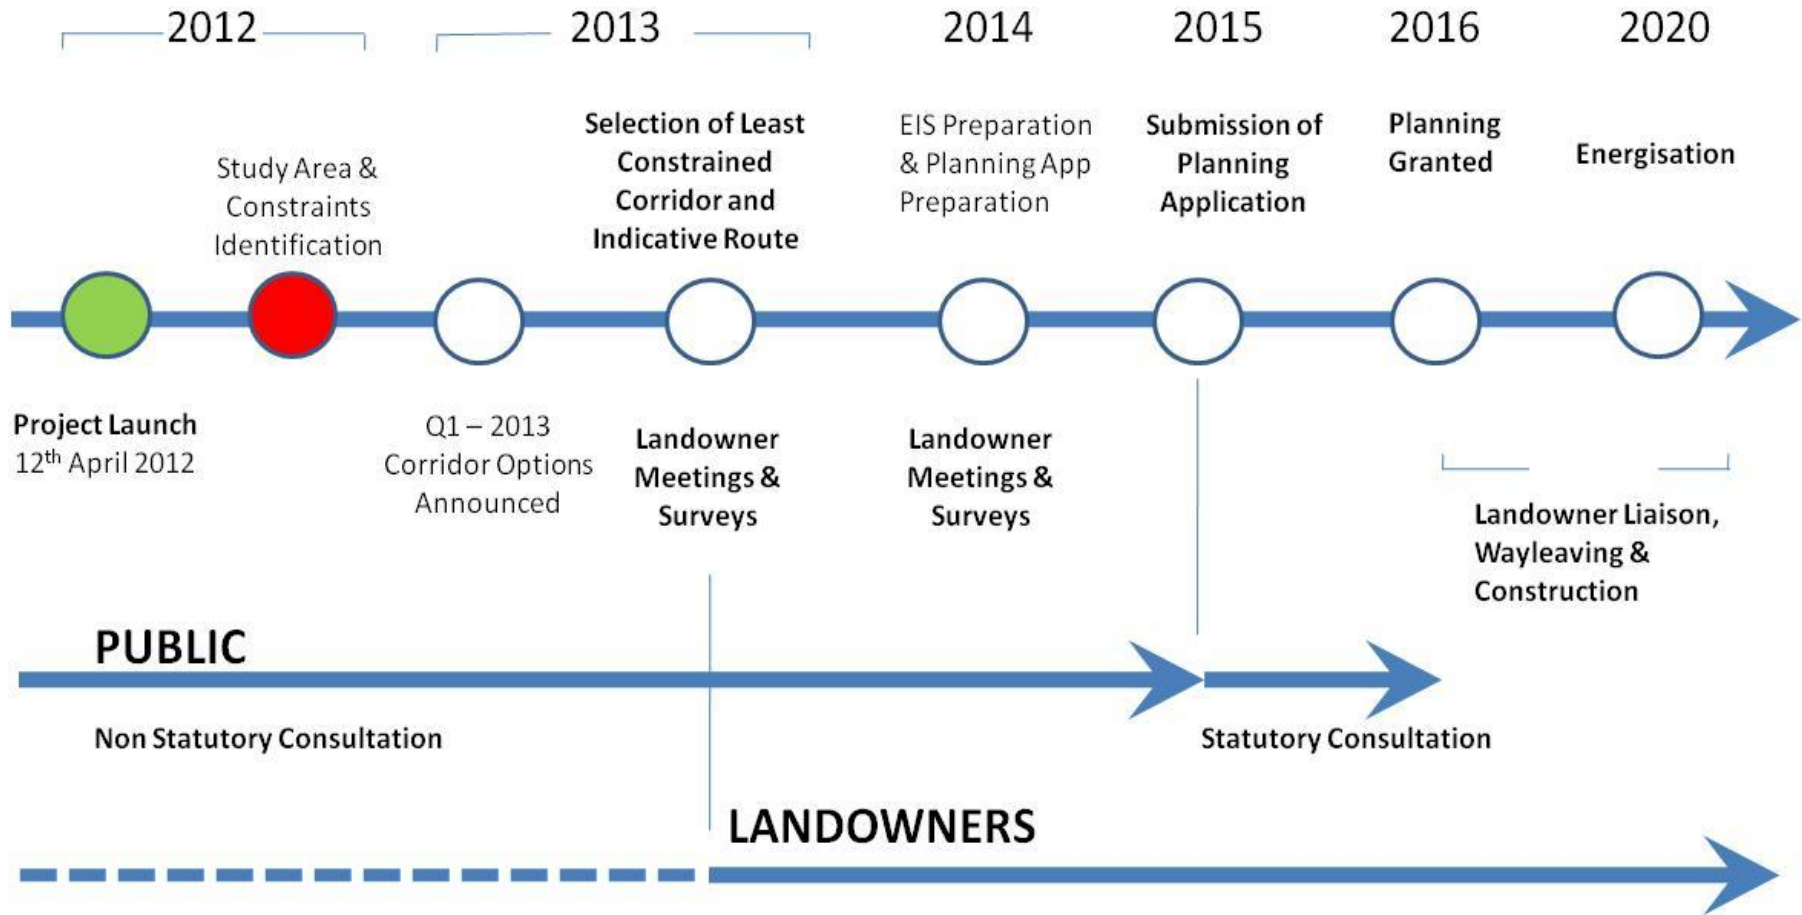 2012
2013
2014
2015
2016
2020
Study Area &
Constraints
Identification
Selection of Least
Constrained
Corridor and
Indicative Route
EIS Preparation
& Planning App
Preparation
Submission of
Planning
Application
Planning
Granted
Energisation
Project Launch
12th April 2012
Q1 – 2013
Corridor Options
Announced
Landowner
Meetings &
Surveys
Landowner
Meetings &
Surveys
Landowner Liaison,
Wayleaving &
Construction
PUBLIC
Non Statutory Consultation
Statutory Consultation
LANDOWNERS